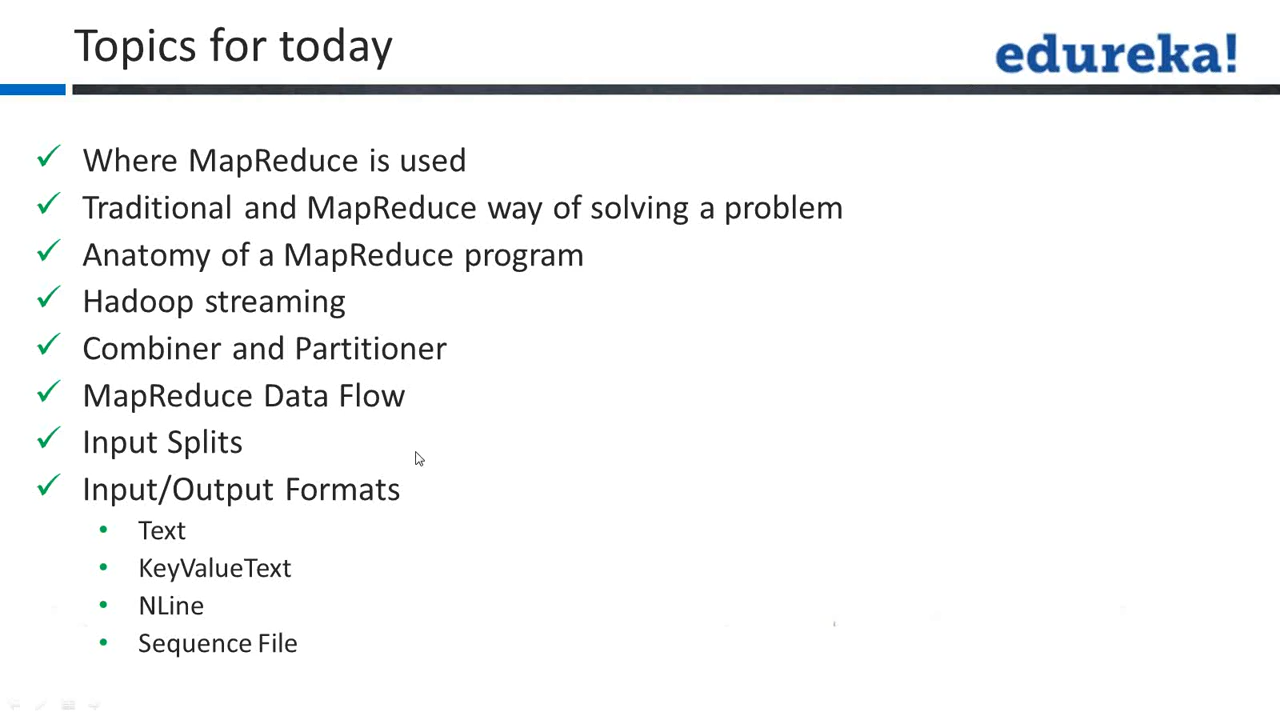 Topics for today
edureka!
Where MapReduce is used
Traditional and MapReduce way of solving a problem
Anatomy of a MapReduce program
Hadoop streaming
Combiner and Partitioner
MapReduce Data Flow
Input Splits
Input/Output Formats
Text
KeyValueText
NLine
Sequence File